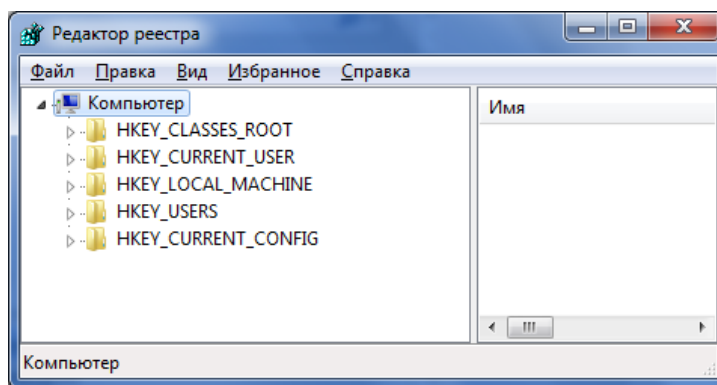 Редактор реестра
Файл Правка Вид Избранное Справка
Компьютер
HKEY_CLASSES_ROOT
HKEY_CURRENT_USER
HKEY_LOCAL_MACHINE
HKEY_USERS
HKEY_CURRENT_CONFIG
Имя
Компьютер